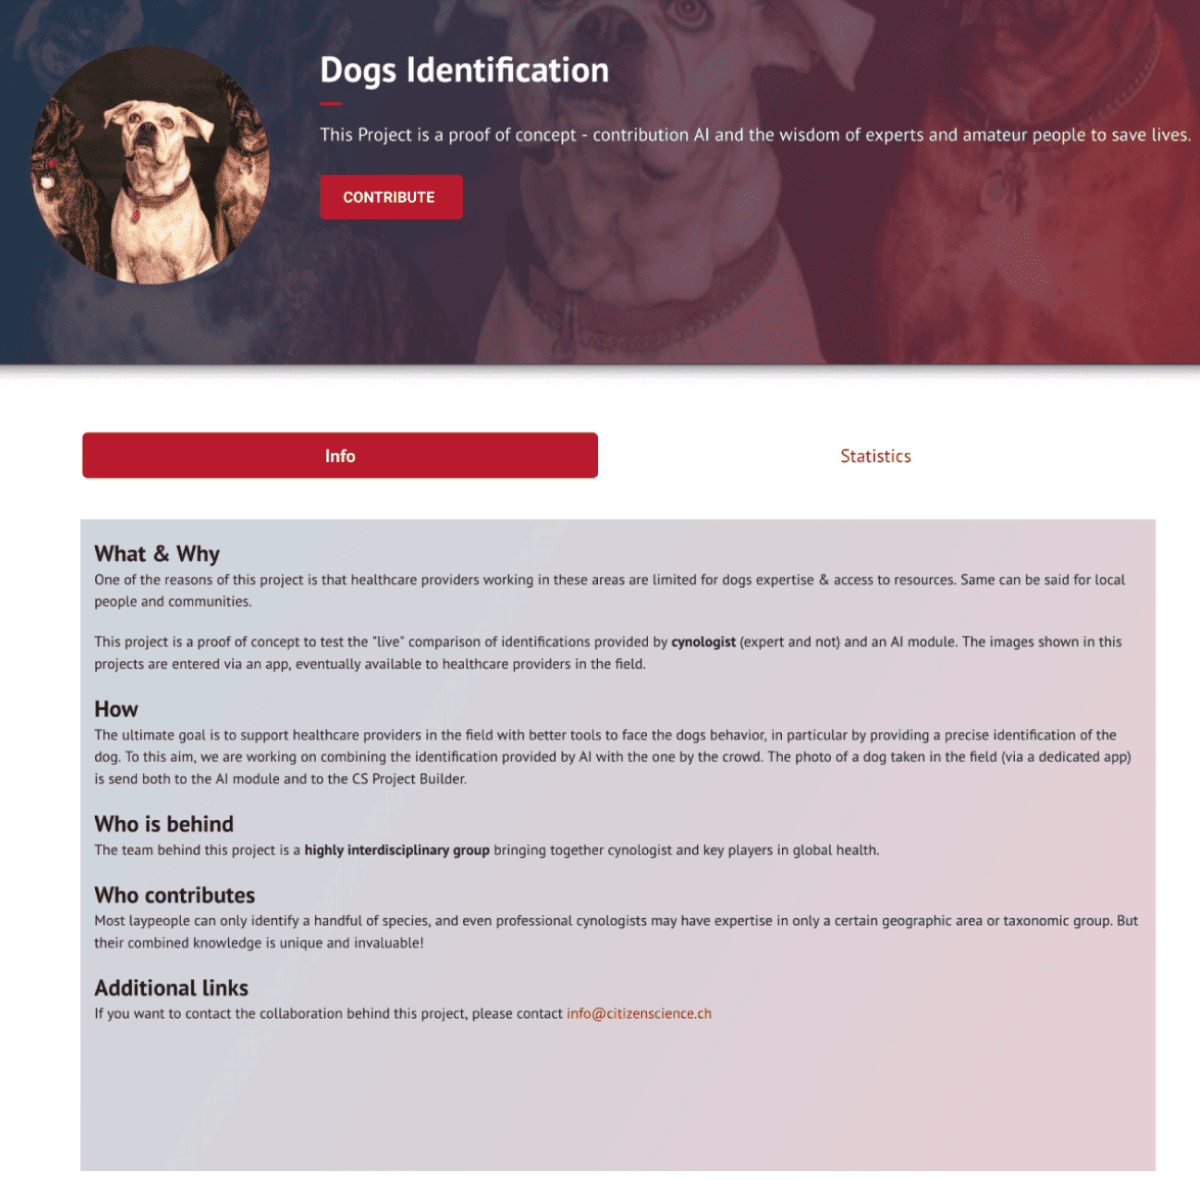 Dogs Identification
This Project is a proof of concept - contribution AI and the wisdom of experts and amateur people to save lives.
CONTRIBUTE
Info
Statistics
What & Why
One of the reasons of this project is that healthcare providers working in these areas are limited for dogs expertise & access to resources. Same can be said for local
people and communities.
This project is a proof of concept to test the "live" comparison of identifications provided by cynologist (expert and not) and an AI module. The images shown in this
projects are entered via an app, eventually available to healthcare providers in the field.
How
The ultimate goal is to support healthcare providers in the field with better tools to face the dogs behavior, in particular by providing a precise identification of the
dog. To this aim, we are working on combining the identification provided by AI with the one by the crowd. The photo of a dog taken in the field (via a dedicated app)
is send both to the AI module and to the CS Project Builder.
Who is behind
The team behind this project is a highly interdisciplinary group bringing together cynologist and key players in global health.
Who contributes
Most laypeople can only identify a handful of species, and even professional cynologists may have expertise in only a certain geographic area or taxonomic group. But
their combined knowledge is unique and invaluable!
Additional links
If you want to contact the collaboration behind this project, please contact info@citizenscience.ch